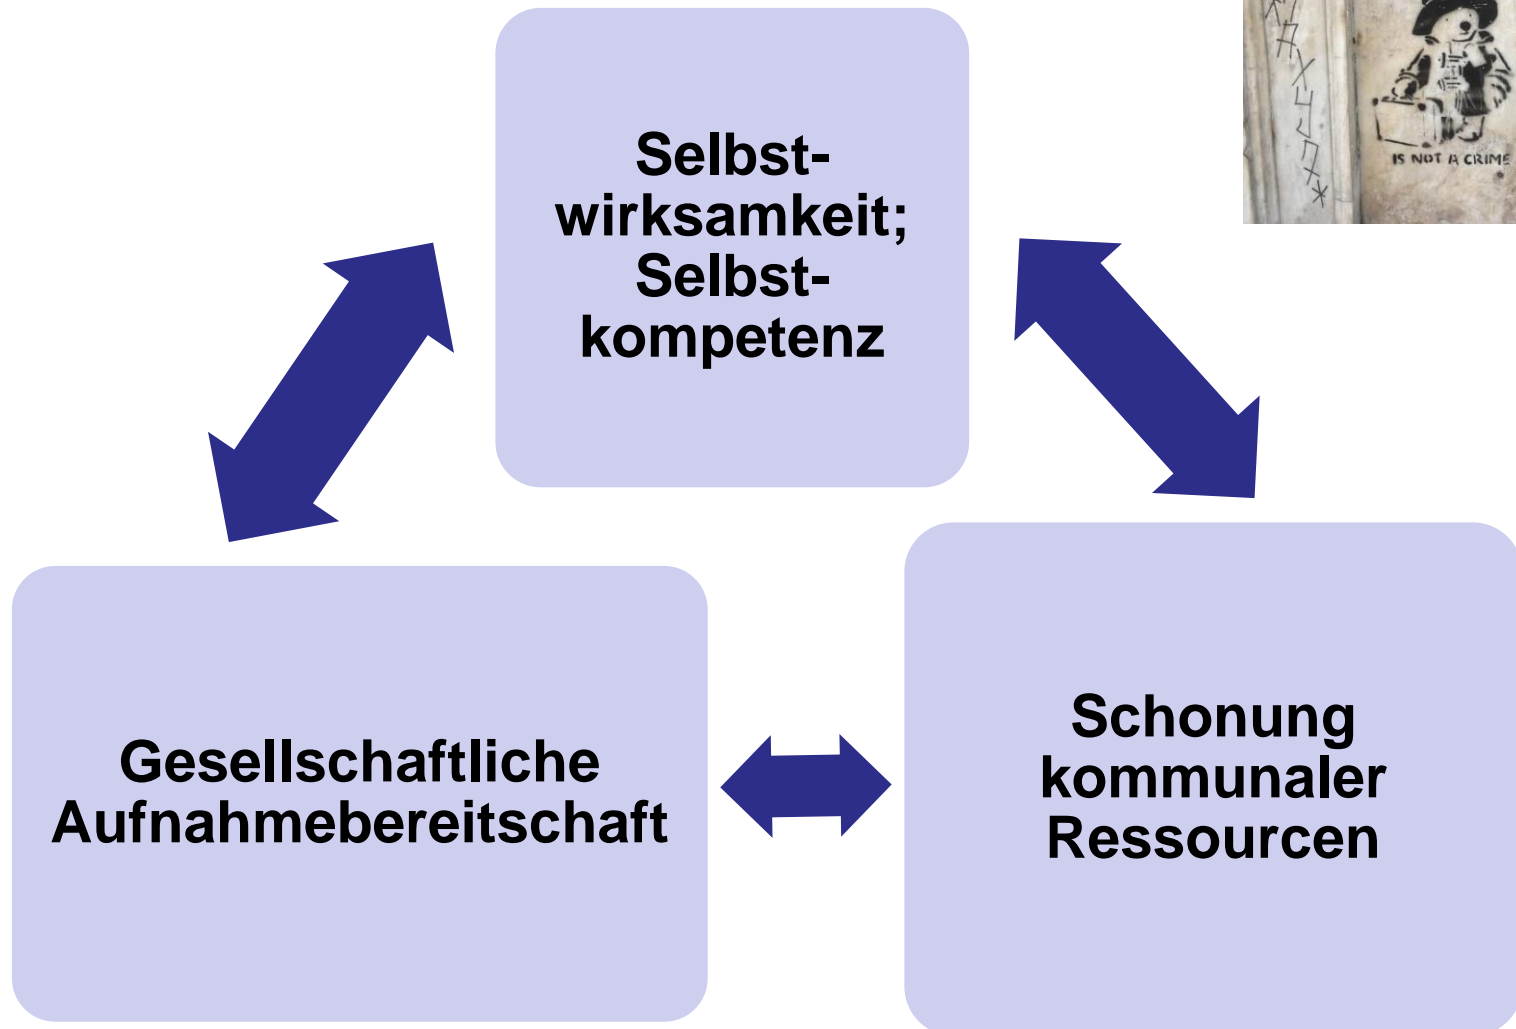 Selbst-
wirksamkeit;
Selbst-
kompetenz
IS NOT A CRIME
Gesellschaftliche
Aufnahmebereitschaft
Schonung
kommunaler
Ressourcen